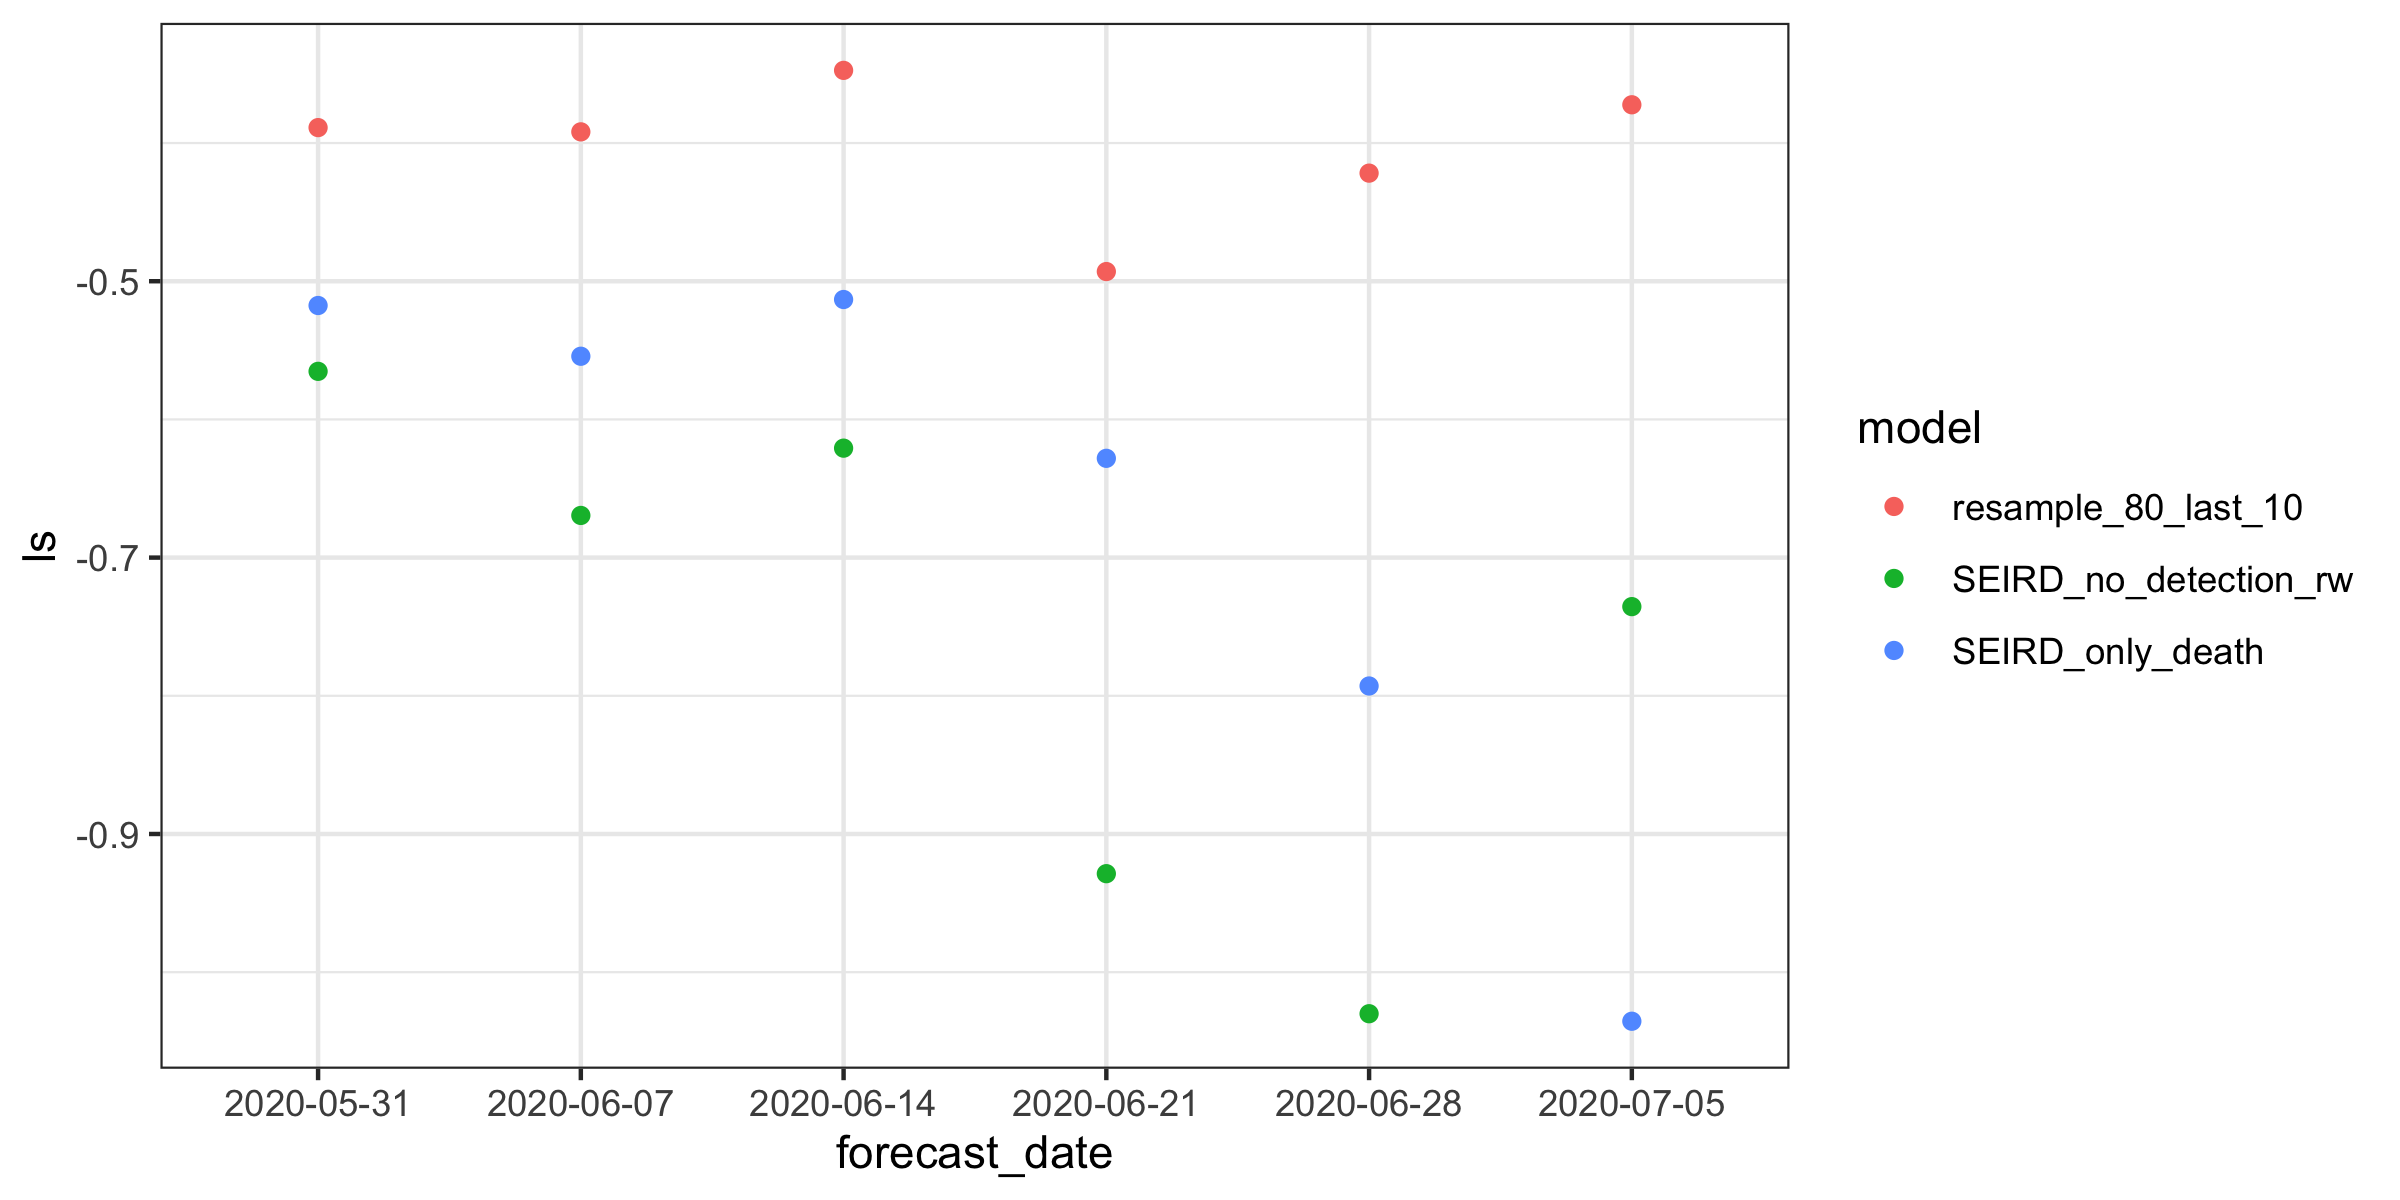 ls
-0.5
-0.7
-0.9
2020-05-31 2020-06-07 2020-06-14 2020-06-21 2020-06-28 2020-07-05
forecast_date
model
resample_80_last_10
SEIRD_no_detection_rw
SEIRD_only_death